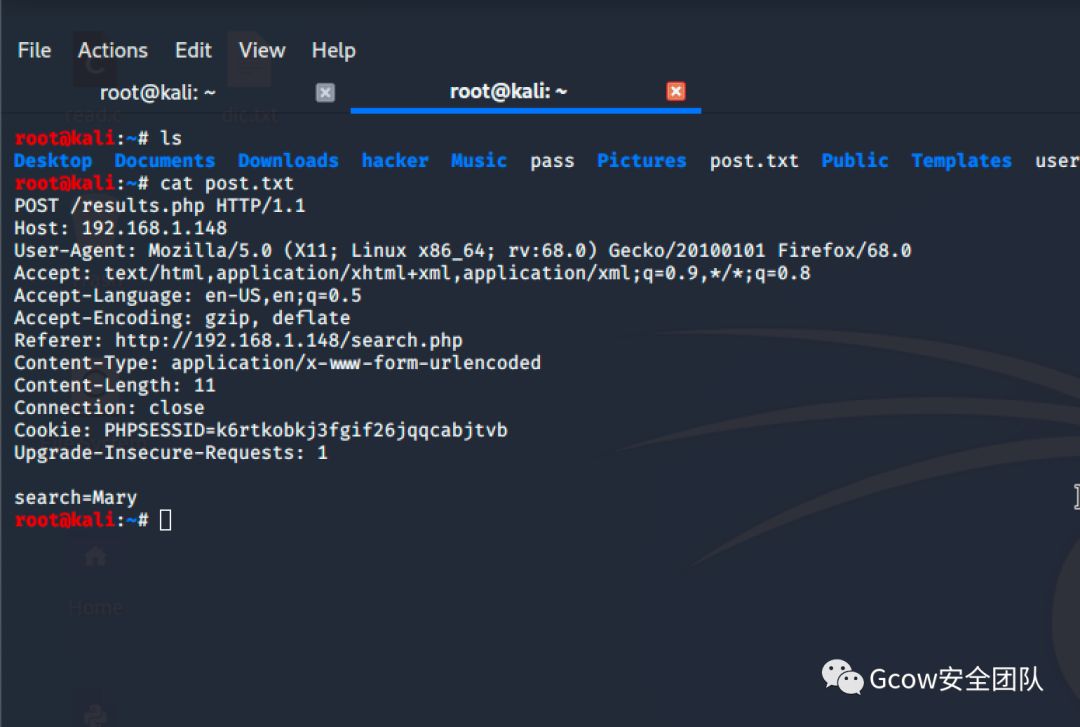 File Actions Edit View Help
root@kali: ~ root@kali: ~
read.c dic.txt
root@kali:~# ls
Desktop Documents Downloads hacker Music pass Pictures post.txt Public Templates user
root@kali:~# cat post.txt
POST /results.php HTTP/1.1
Host: 192.168.1.148
User-Agent: Mozilla/5.0 (X11; Linux x86_64; rv:68.0) Gecko/20100101 Firefox/68.0
Accept: text/html,application/xhtml+xml,application/xml;q=0.9,*/*;q=0.8
Accept-Language: en-US,en;q=0.5
Accept-Encoding: gzip, deflate
Referer: http://192.168.1.148/search.php
Content-Type: application/x-www-form-urlencoded
Content-Length: 11
Connection: close
Cookie: PHPSESSID=k6rtkobkj3fgif26jqqcabjtvb
Upgrade-Insecure-Requests: 1
search=Mary
root@kali:~#
Home
Gcow安全团队